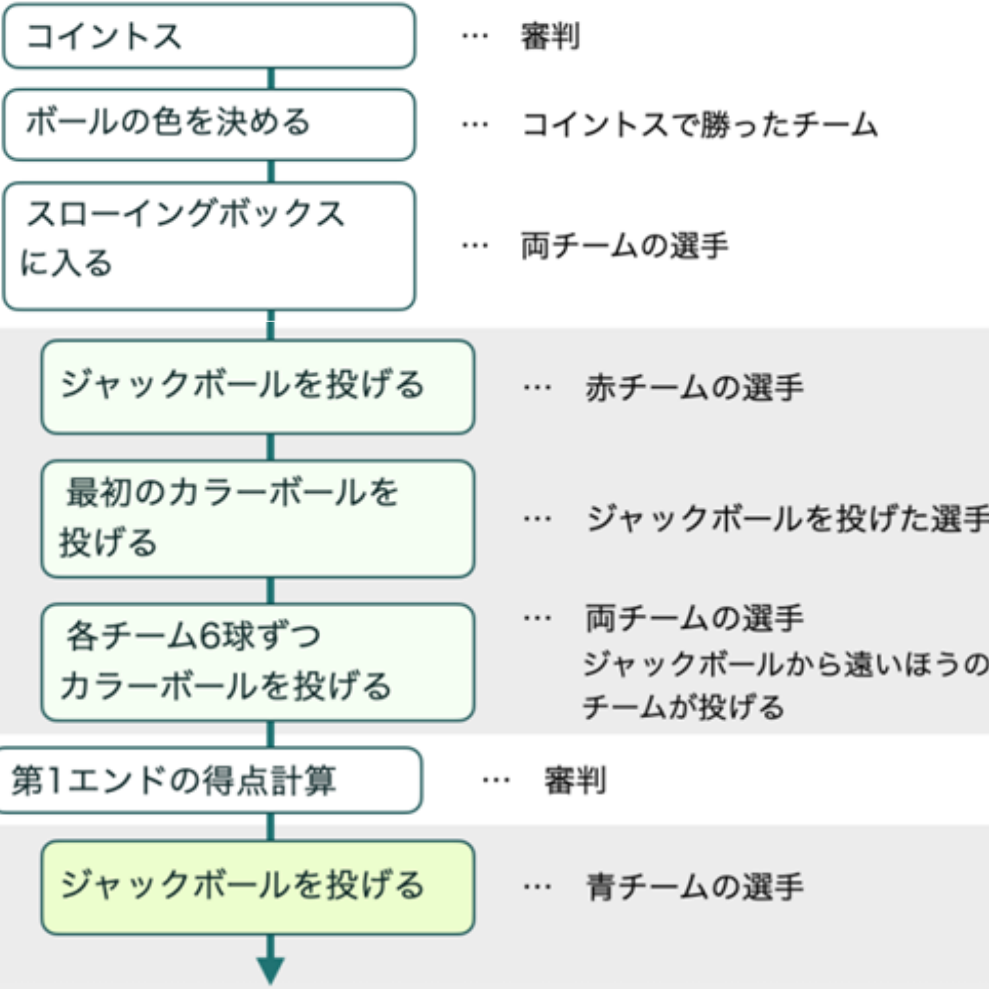 コイントス … 審判
ボールの色を決める … コイントスで勝ったチーム
スローイングボックス
に入る … 両チームの選手
ジャックボールを投げる … 赤チームの選手
最初のカラーボールを
投げる … ジャックボールを投げた選手
各チーム6球ずつ
カラーボールを投げる
… 両チームの選手
ジャックボールから遠いほうの
チームが投げる
第1エンドの得点計算 … 審判
ジャックボールを投げる … 青チームの選手